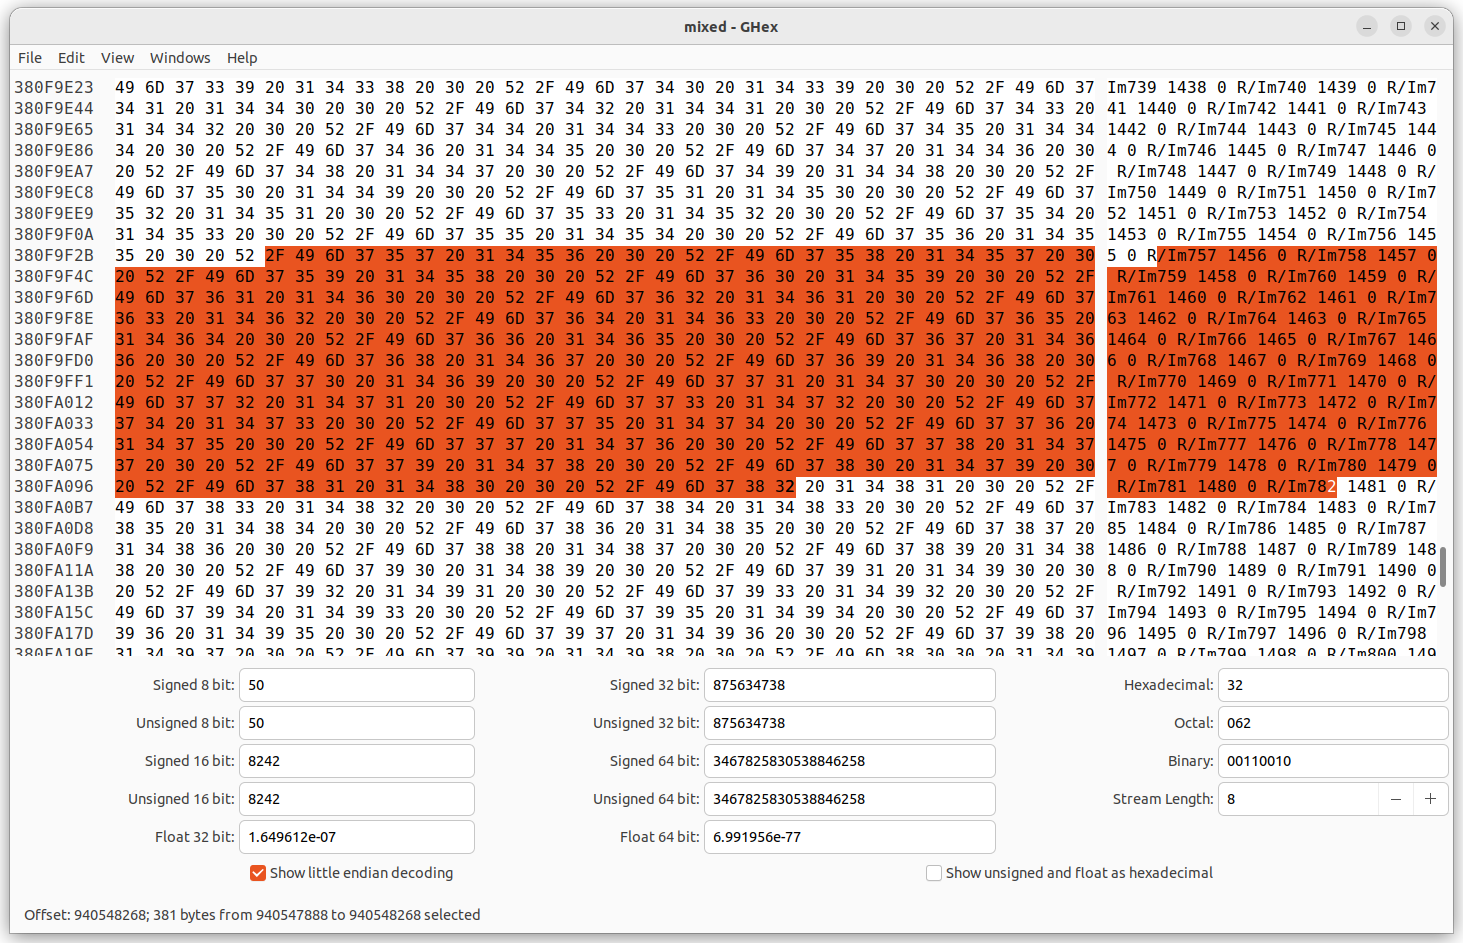 mixed - GHex
File Edit View Windows Help
380F9E23 49 6D 37 33 39 20 31 34 33 38 20 30 20 52 2F 49 6D 37 34 30 20 31 34 33 39 20 30 20 52 2F 49 6D 37 Im739 1438 0 R/Im740 1439 0 R/Im7
380F9E44 34 31 20 31 34 34 30 20 30 20 52 2F 49 6D 37 34 32 20 31 34 34 31 20 30 20 52 2F 49 6D 37 34 33 20 41 1440 0 R/Im742 1441 0 R/Im743
380F9E65 31 34 34 32 20 30 20 52 2F 49 6D 37 34 34 20 31 34 34 33 20 30 20 52 2F 49 6D 37 34 35 20 31 34 34 1442 0 R/Im744 1443 0 R/Im745 144
380F9E86 34 20 30 20 52 2F 49 6D 37 34 36 20 31 34 34 35 20 30 20 52 2F 49 6D 37 34 37 20 31 34 34 36 20 30 4 0 R/Im746 1445 0 R/Im747 1446 0
380F9EA7 20 52 2F 49 6D 37 34 38 20 31 34 34 37 20 30 20 52 2F 49 6D 37 34 39 20 31 34 34 38 20 30 20 52 2F R/Im748 1447 0 R/Im749 1448 0 R/
380F9EC8 49 6D 37 35 30 20 31 34 34 39 20 30 20 52 2F 49 6D 37 35 31 20 31 34 35 30 20 30 20 52 2F 49 6D 37 Im750 1449 0 R/Im751 1450 0 R/Im7
380F9EE9 35 32 20 31 34 35 31 20 30 20 52 2F 49 6D 37 35 33 20 31 34 35 32 20 30 20 52 2F 49 6D 37 35 34 20 52 1451 0 R/Im753 1452 0 R/Im754
380F9F0A 31 34 35 33 20 30 20 52 2F 49 6D 37 35 35 20 31 34 35 34 20 30 20 52 2F 49 6D 37 35 36 20 31 34 35 1453 0 R/Im755 1454 0 R/Im756 145
380F9F2B 35 20 30 20 52 2F 49 6D 37 35 37 20 31 34 35 36 20 30 20 52 2F 49 6D 37 35 38 20 31 34 35 37 20 30 5 0 R/Im757 1456 0 R/Im758 1457 0
380F9F4C 20 52 2F 49 6D 37 35 39 20 31 34 35 38 20 30 20 52 2F 49 6D 37 36 30 20 31 34 35 39 20 30 20 52 2F R/Im759 1458 0 R/Im760 1459 0 R/
380F9F6D 49 6D 37 36 31 20 31 34 36 30 20 30 20 52 2F 49 6D 37 36 32 20 31 34 36 31 20 30 20 52 2F 49 6D 37 Im761 1460 0 R/Im762 1461 0 R/Im7
380F9F8E 36 33 20 31 34 36 32 20 30 20 52 2F 49 6D 37 36 34 20 31 34 36 33 20 30 20 52 2F 49 6D 37 36 35 20 63 1462 0 R/Im764 1463 0 R/Im765
380F9FAF 31 34 36 34 20 30 20 52 2F 49 6D 37 36 36 20 31 34 36 35 20 30 20 52 2F 49 6D 37 36 37 20 31 34 36 1464 0 R/Im766 1465 0 R/Im767 146
380F9FD0 36 20 30 20 52 2F 49 6D 37 36 38 20 31 34 36 37 20 30 20 52 2F 49 6D 37 36 39 20 31 34 36 38 20 30 6 0 R/Im768 1467 0 R/Im769 1468 0
380F9FF1 20 52 2F 49 6D 37 37 30 20 31 34 36 39 20 30 20 52 2F 49 6D 37 37 31 20 31 34 37 30 20 30 20 52 2F R/Im770 1469 0 R/Im771 1470 0 R/
380FA012 49 6D 37 37 32 20 31 34 37 31 20 30 20 52 2F 49 6D 37 37 33 20 31 34 37 32 20 30 20 52 2F 49 6D 37 Im772 1471 0 R/Im773 1472 0 R/Im7
380FA033 37 34 20 31 34 37 33 20 30 20 52 2F 49 6D 37 37 35 20 31 34 37 34 20 30 20 52 2F 49 6D 37 37 36 20 74 1473 0 R/Im775 1474 0 R/Im776
380FA054 31 34 37 35 20 30 20 52 2F 49 6D 37 37 37 20 31 34 37 36 20 30 20 52 2F 49 6D 37 37 38 20 31 34 37 1475 0 R/Im777 1476 0 R/Im778 147
380FA075 37 20 30 20 52 2F 49 6D 37 37 39 20 31 34 37 38 20 30 20 52 2F 49 6D 37 38 30 20 31 34 37 39 20 30 7 0 R/Im779 1478 0 R/Im780 1479 0
380FA096 20 52 2F 49 6D 37 38 31 20 31 34 38 30 20 30 20 52 2F 49 6D 37 38 32 20 31 34 38 31 20 30 20 52 2F R/Im781 1480 0 R/Im782 1481 0 R/
380FA0B7 49 6D 37 38 33 20 31 34 38 32 20 30 20 52 2F 49 6D 37 38 34 20 31 34 38 33 20 30 20 52 2F 49 6D 37 Im783 1482 0 R/Im784 1483 0 R/Im7
380FA0D8 38 35 20 31 34 38 34 20 30 20 52 2F 49 6D 37 38 36 20 31 34 38 35 20 30 20 52 2F 49 6D 37 38 37 20 85 1484 0 R/Im786 1485 0 R/Im787
380FA0F9 31 34 38 36 20 30 20 52 2F 49 6D 37 38 38 20 31 34 38 37 20 30 20 52 2F 49 6D 37 38 39 20 31 34 38 1486 0 R/Im788 1487 0 R/Im789 148
380FA11A 38 20 30 20 52 2F 49 6D 37 39 30 20 31 34 38 39 20 30 20 52 2F 49 6D 37 39 31 20 31 34 39 30 20 30 8 0 R/Im790 1489 0 R/Im791 1490 0
380FA13B 20 52 2F 49 6D 37 39 32 20 31 34 39 31 20 30 20 52 2F 49 6D 37 39 33 20 31 34 39 32 20 30 20 52 2F R/Im792 1491 0 R/Im793 1492 0 R/
380FA15C 49 6D 37 39 34 20 31 34 39 33 20 30 20 52 2F 49 6D 37 39 35 20 31 34 39 34 20 30 20 52 2F 49 6D 37 Im794 1493 0 R/Im795 1494 0 R/Im7
380FA17D 39 36 20 31 34 39 35 20 30 20 52 2F 49 6D 37 39 37 20 31 34 39 36 20 30 20 52 2F 49 6D 37 39 38 20 96 1495 0 R/Im797 1496 0 R/Im798
380FA19E 31 34 39 37 20 30 20 52 2F 49 6D 37 39 39 20 31 34 39 38 20 30 20 52 2F 49 6D 38 30 30 20 31 34 39 1497 0 R/Im799 1498 0 R/Im800 149
Signed 8 bit: 50 Signed 32 bit: 875634738 Hexadecimal: 32
Unsigned 8 bit: 50 Unsigned 32 bit: 875634738 Octal: 062
Signed 16 bit: 8242 Signed 64 bit: 3467825830538846258 Binary: 00110010
Unsigned 16 bit: 8242 Unsigned 64 bit: 3467825830538846258 Stream Length: 8
Float 32 bit: 1.649612e-07 Float 64 bit: 6.991956e-77
Show little endian decoding Show unsigned and float as hexadecimal
Offset: 940548268; 381 bytes from 940547888 to 940548268 selected